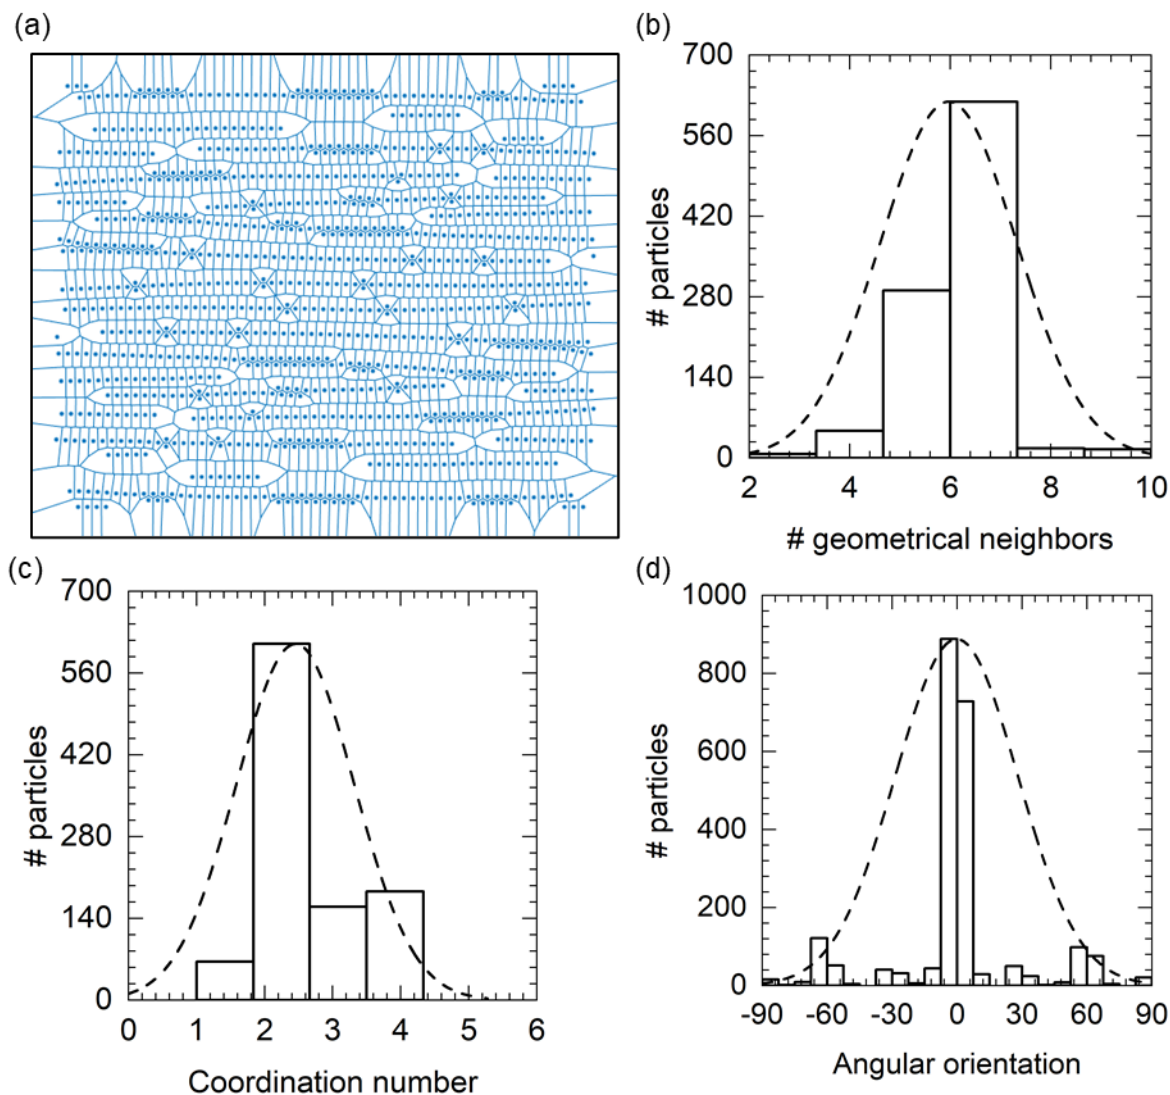 (a)
(b)
700
560
420
280
140
0
2 4 6 8 10
# particles
# geometrical neighbors
(c)
700
560
420
280
140
0
0 1 2 3 4 5 6
# particles
Coordination number
(d)
1000
800
600
400
200
0
-90 -60 -30 0 30 60 90
# particles
Angular orientation